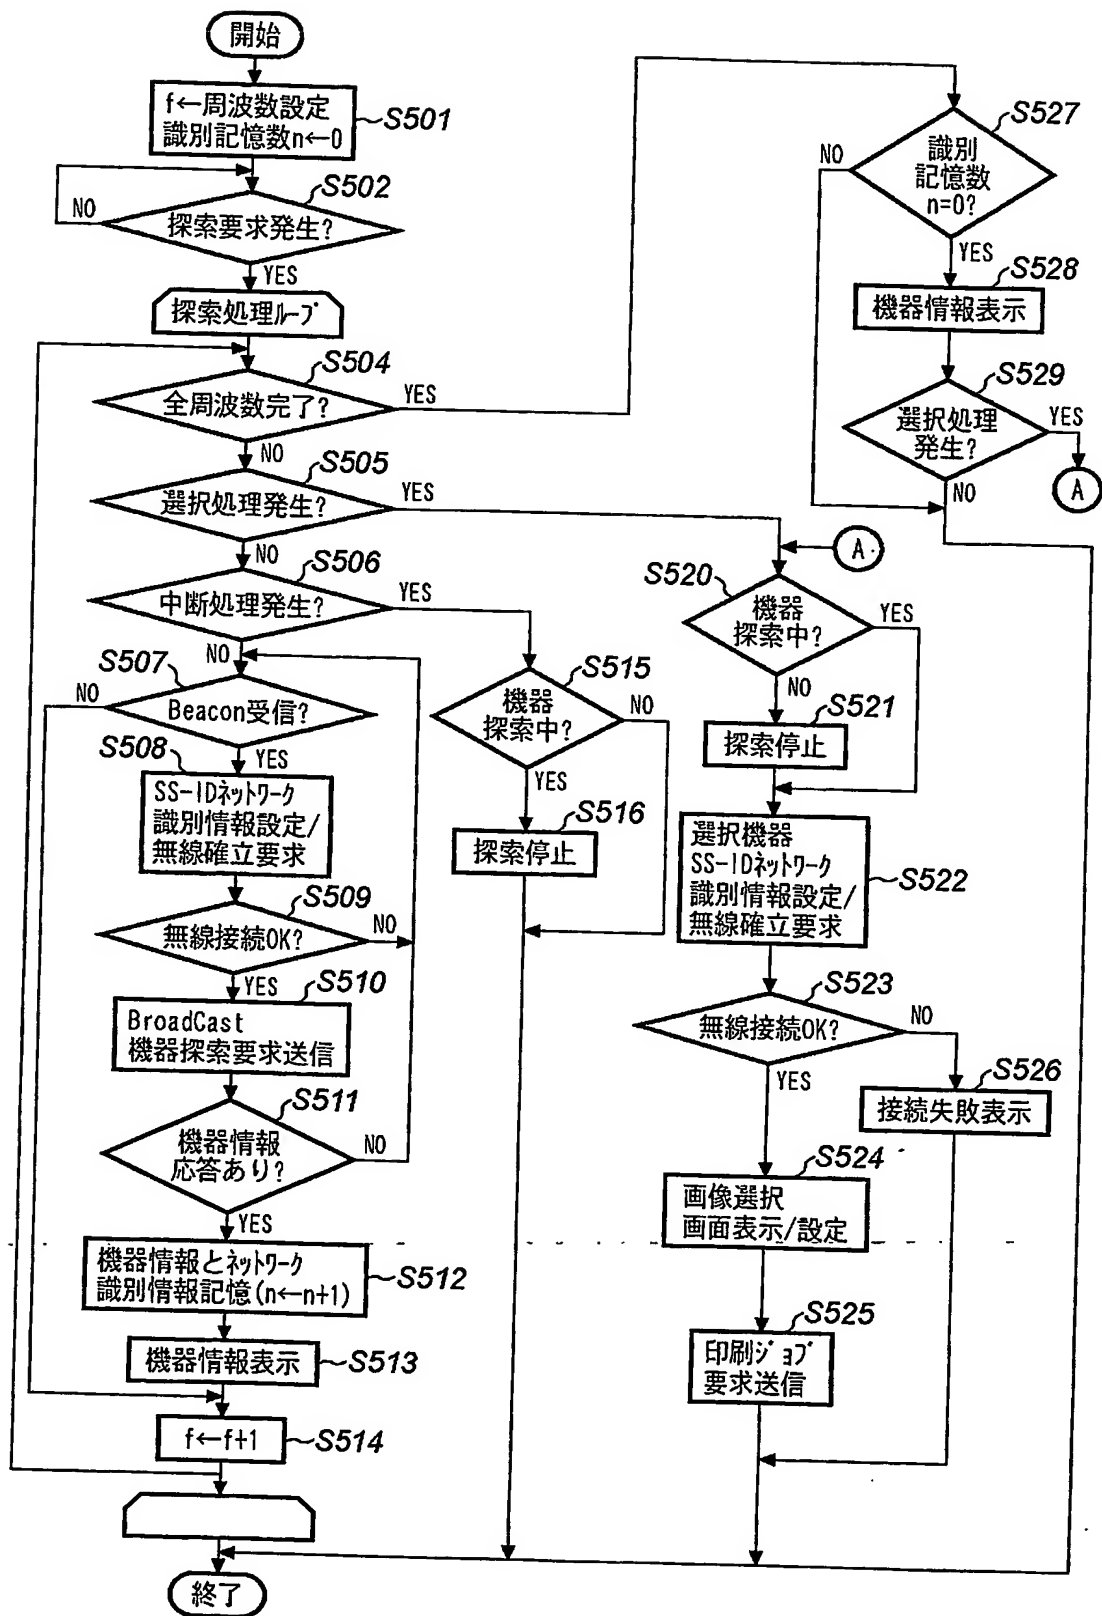 開始
f←周波数設定
識別記憶数n←0
S501
S502
NO
探索要求発生?
YES
探索処理ループ
S504
全周波数完了?
YES
NO
S505
選択処理発生?
YES
NO
S506
中断処理発生?
YES
NO
S507
NO
Beacon受信?
YES
S508
SS-IDネットワーク
識別情報設定/
無線確立要求
S509
無線接続OK?
NO
YES
S510
BroadCast
機器探索要求送信
S511
機器情報
応答あり?
NO
YES
機器情報とネットワーク
識別情報記憶(n←n+1)
S512
機器情報表示
S513
f←f+1
S514
終了
S515
機器
探索中?
NO
YES
S516
探索停止
A
S520
機器
探索中?
YES
NO
S521
探索停止
選択機器
SS-IDネットワーク
識別情報設定/
無線確立要求
S522
S523
無線接続OK?
NO
YES
S526
接続失敗表示
S524
画像選択
画面表示/設定
S525
印刷ジョブ
要求送信
S527
NO
識別
記憶数
n=0?
YES
S528
機器情報表示
S529
選択処理
発生?
YES
NO
A